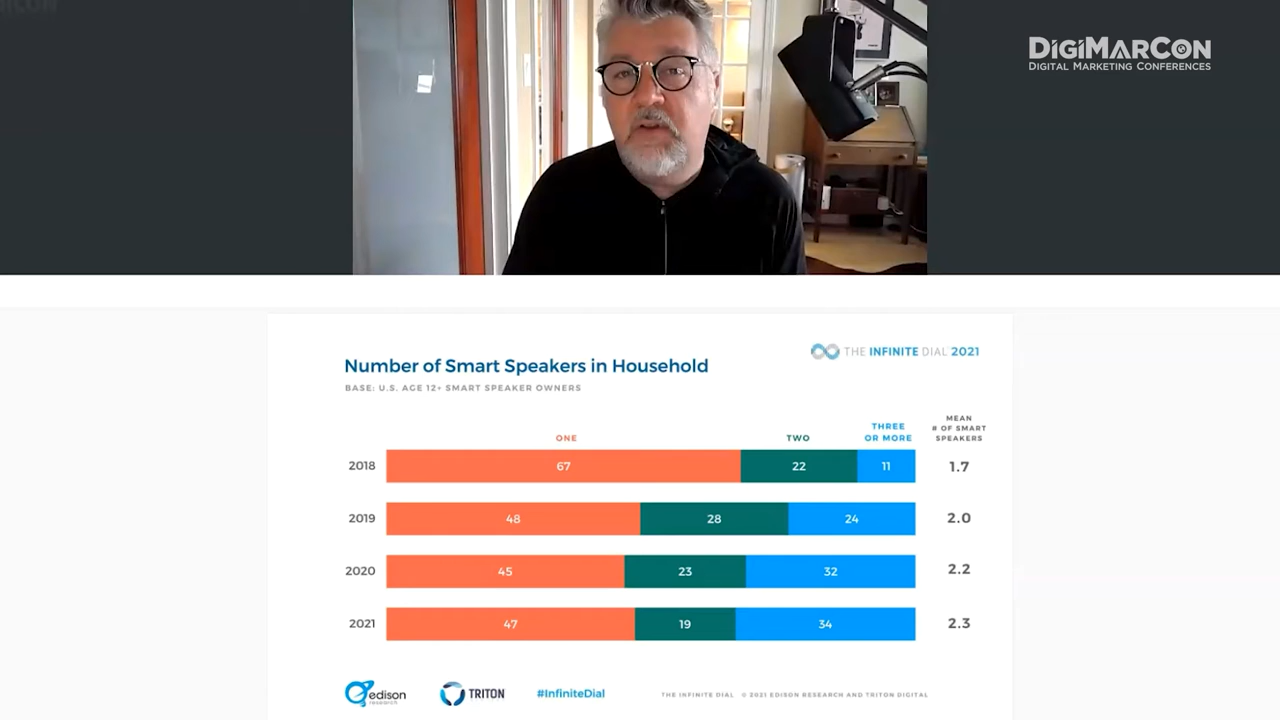 DIGIMARCON
DIGITAL MARKETING CONFERENCES
THE INFINITE DIAL 2021
Number of Smart Speakers in Household
BASE: U.S. AGE 12+ SMART SPEAKER OWNERS
MEAN
# OF SMART
SPEAKERS
ONE
TWO
THREE
OR MORE
2018 67 22 11 1.7
2019 48 28 24 2.0
2020 45 23 32 2.2
2021 47 19 34 2.3
edison
research
TRITON
#InfiniteDial
THE INFINITE DIAL © 2021 EDISON RESEARCH AND TRITON DIGITAL